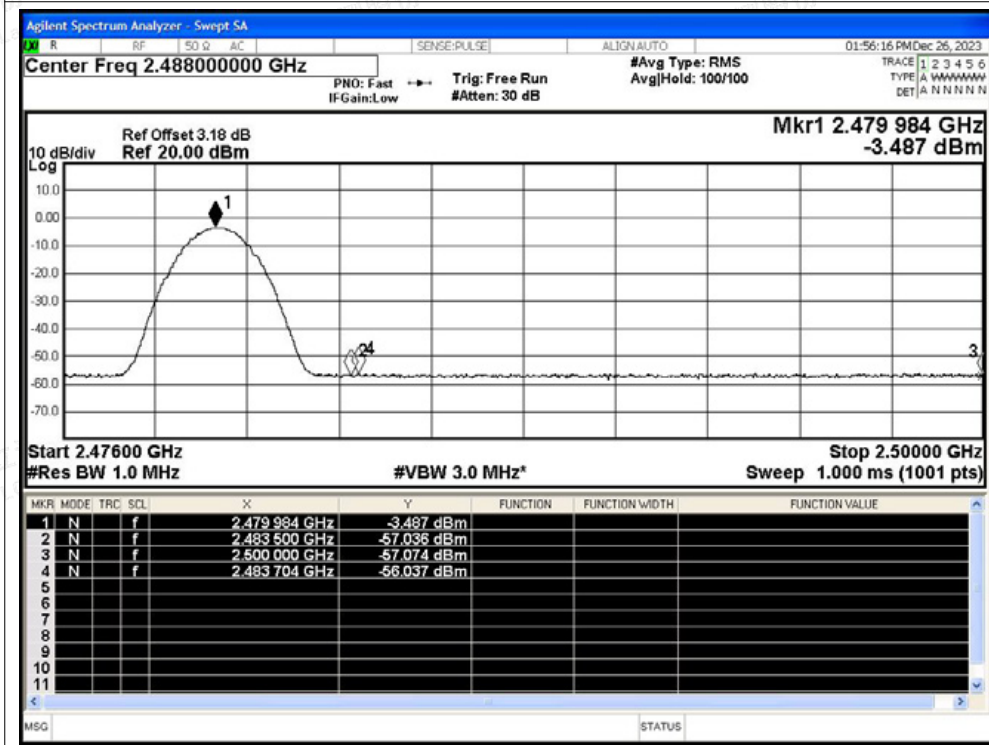 Agilent Spectrum Analyzer - Swept SA
R RF 50 Ω AC SENSE:PULSE ALIGN AUTO 01:56:16 PM Dec 26, 2023
Center Freq 2.488000000 GHz
PNO: Fast
IFGain:Low
Trig: Free Run
#Atten: 30 dB
#Avg Type: RMS
Avg|Hold: 100/100
TRACE 1 2 3 4 5 6
TYPE A WWWWW
DET A N N N N N
Mkr1 2.479 984 GHz
-3.487 dBm
Ref Offset 3.18 dB
10 dB/div Ref 20.00 dBm
Log
10.0
0.00
-10.0
-20.0
-30.0
-40.0
-50.0
-60.0
-70.0
1
2 4
3
Start 2.47600 GHz Stop 2.50000 GHz
#Res BW 1.0 MHz #VBW 3.0 MHz* Sweep 1.000 ms (1001 pts)
MKR MODE TRC SCL X Y FUNCTION FUNCTION WIDTH FUNCTION VALUE
1 N f 2.479 984 GHz -3.487 dBm
2 N f 2.483 500 GHz -57.036 dBm
3 N f 2.500 000 GHz -57.074 dBm
4 N f 2.483 704 GHz -56.037 dBm
5
6
7
8
9
10
11
MSG STATUS